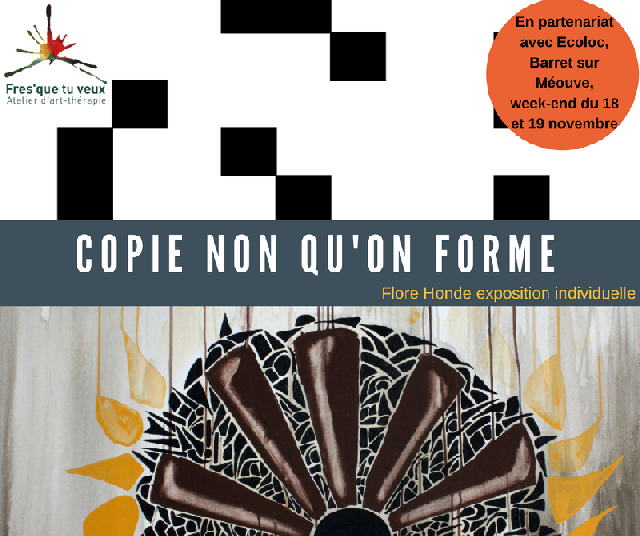 Fres'que tu veux
Atelier d'art-thérapie
En partenariat
avec Ecoloc,
Barret sur
Méouve,
week-end du 18
et 19 novembre
COPIE NON QU'ON FORME
Flore Honde exposition individuelle